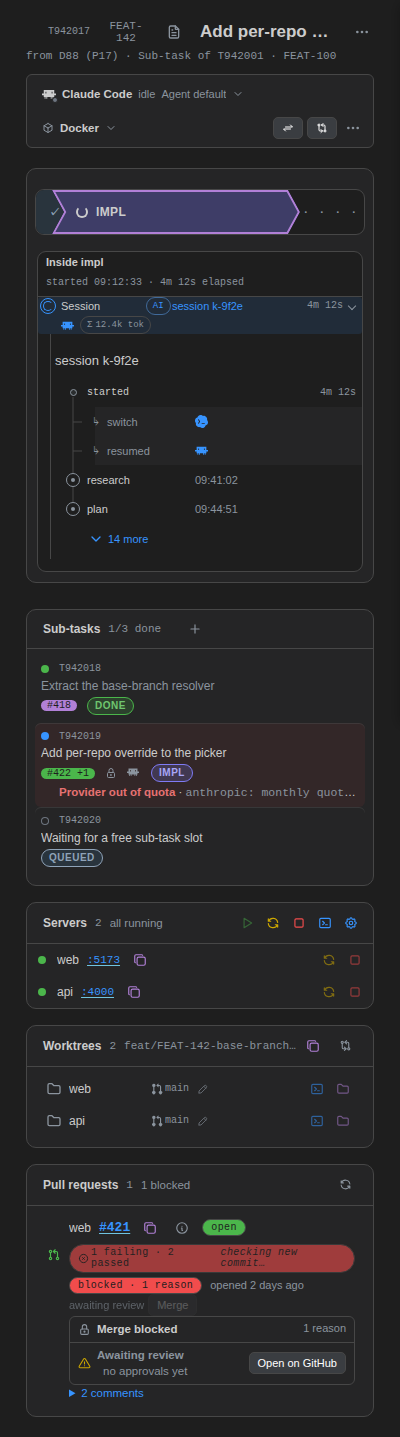 T942017 FEAT-142 Add per-repo …
from D88 (P17) · Sub-task of T942001 · FEAT-100
Claude Code idle Agent default
Docker
✓ IMPL
Inside impl
started 09:12:33 · 4m 12s elapsed
Session AI session k-9f2e 4m 12s
Σ 12.4k tok
session k-9f2e
started 4m 12s
↳ switch
↳ resumed
research 09:41:02
plan 09:44:51
14 more
Sub-tasks 1/3 done
T942018
Extract the base-branch resolver
#418 DONE
T942019
Add per-repo override to the picker
#422 +1 IMPL
Provider out of quota · anthropic: monthly quot…
T942020
Waiting for a free sub-task slot
QUEUED
Servers 2 all running
web :5173
api :4000
Worktrees 2 feat/FEAT-142-base-branch…
web main
api main
Pull requests 1 1 blocked
web #421 open
1 failing · 2 passed checking new commit…
blocked · 1 reason opened 2 days ago
awaiting review Merge
Merge blocked 1 reason
Awaiting review
no approvals yet
Open on GitHub
2 comments